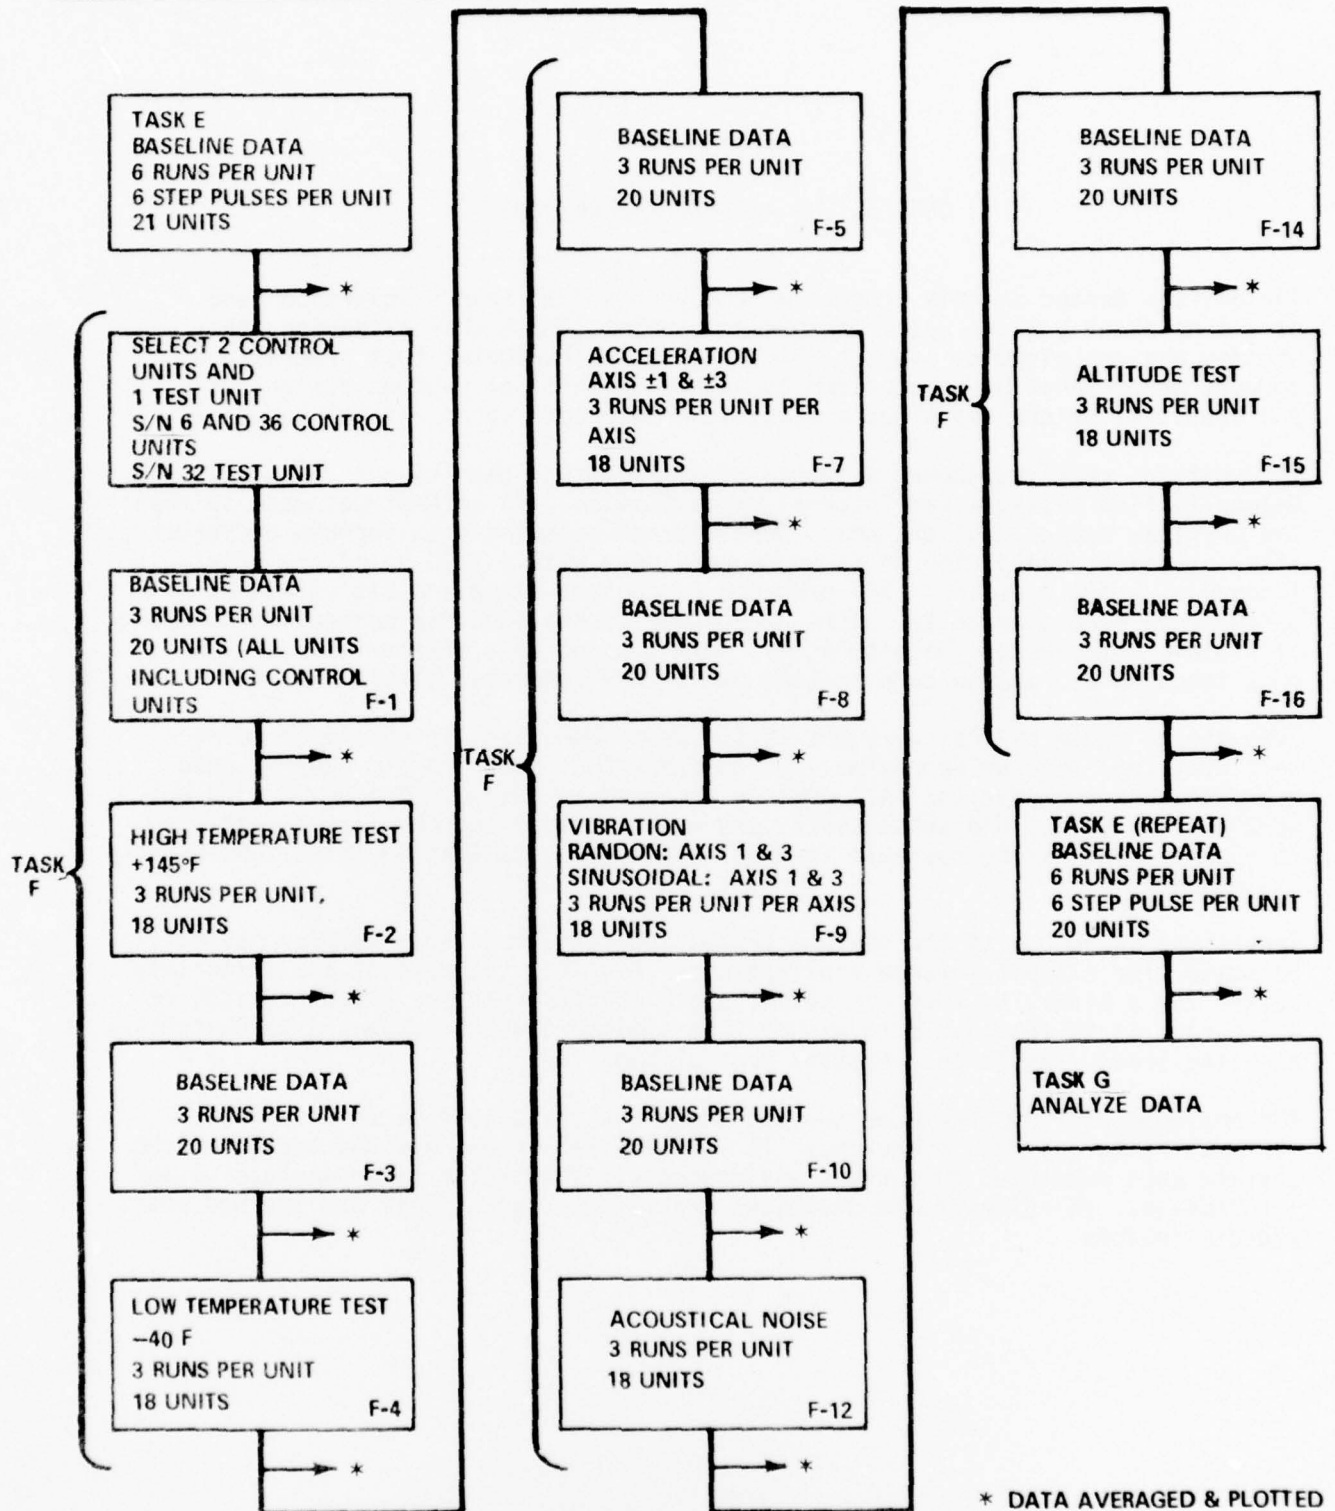 TASK E
BASELINE DATA
6 RUNS PER UNIT
6 STEP PULSES PER UNIT
21 UNITS
*
SELECT 2 CONTROL
UNITS AND
1 TEST UNIT
S/N 6 AND 36 CONTROL
UNITS
S/N 32 TEST UNIT
BASELINE DATA
3 RUNS PER UNIT
20 UNITS (ALL UNITS
INCLUDING CONTROL
UNITS F-1
*
TASK
F
HIGH TEMPERATURE TEST
+145°F
3 RUNS PER UNIT,
18 UNITS F-2
*
BASELINE DATA
3 RUNS PER UNIT
20 UNITS
F-3
*
LOW TEMPERATURE TEST
−40 F
3 RUNS PER UNIT
18 UNITS F-4
*
BASELINE DATA
3 RUNS PER UNIT
20 UNITS
F-5
*
ACCELERATION
AXIS ±1 & ±3
3 RUNS PER UNIT PER
AXIS
18 UNITS F-7
*
BASELINE DATA
3 RUNS PER UNIT
20 UNITS
F-8
*
TASK
F
VIBRATION
RANDON: AXIS 1 & 3
SINUSOIDAL: AXIS 1 & 3
3 RUNS PER UNIT PER AXIS
18 UNITS F-9
*
BASELINE DATA
3 RUNS PER UNIT
20 UNITS
F-10
*
ACOUSTICAL NOISE
3 RUNS PER UNIT
18 UNITS
F-12
*
BASELINE DATA
3 RUNS PER UNIT
20 UNITS
F-14
*
TASK
F
ALTITUDE TEST
3 RUNS PER UNIT
18 UNITS
F-15
*
BASELINE DATA
3 RUNS PER UNIT
20 UNITS
F-16
*
TASK E (REPEAT)
BASELINE DATA
6 RUNS PER UNIT
6 STEP PULSE PER UNIT
20 UNITS
*
TASK G
ANALYZE DATA
* DATA AVERAGED & PLOTTED